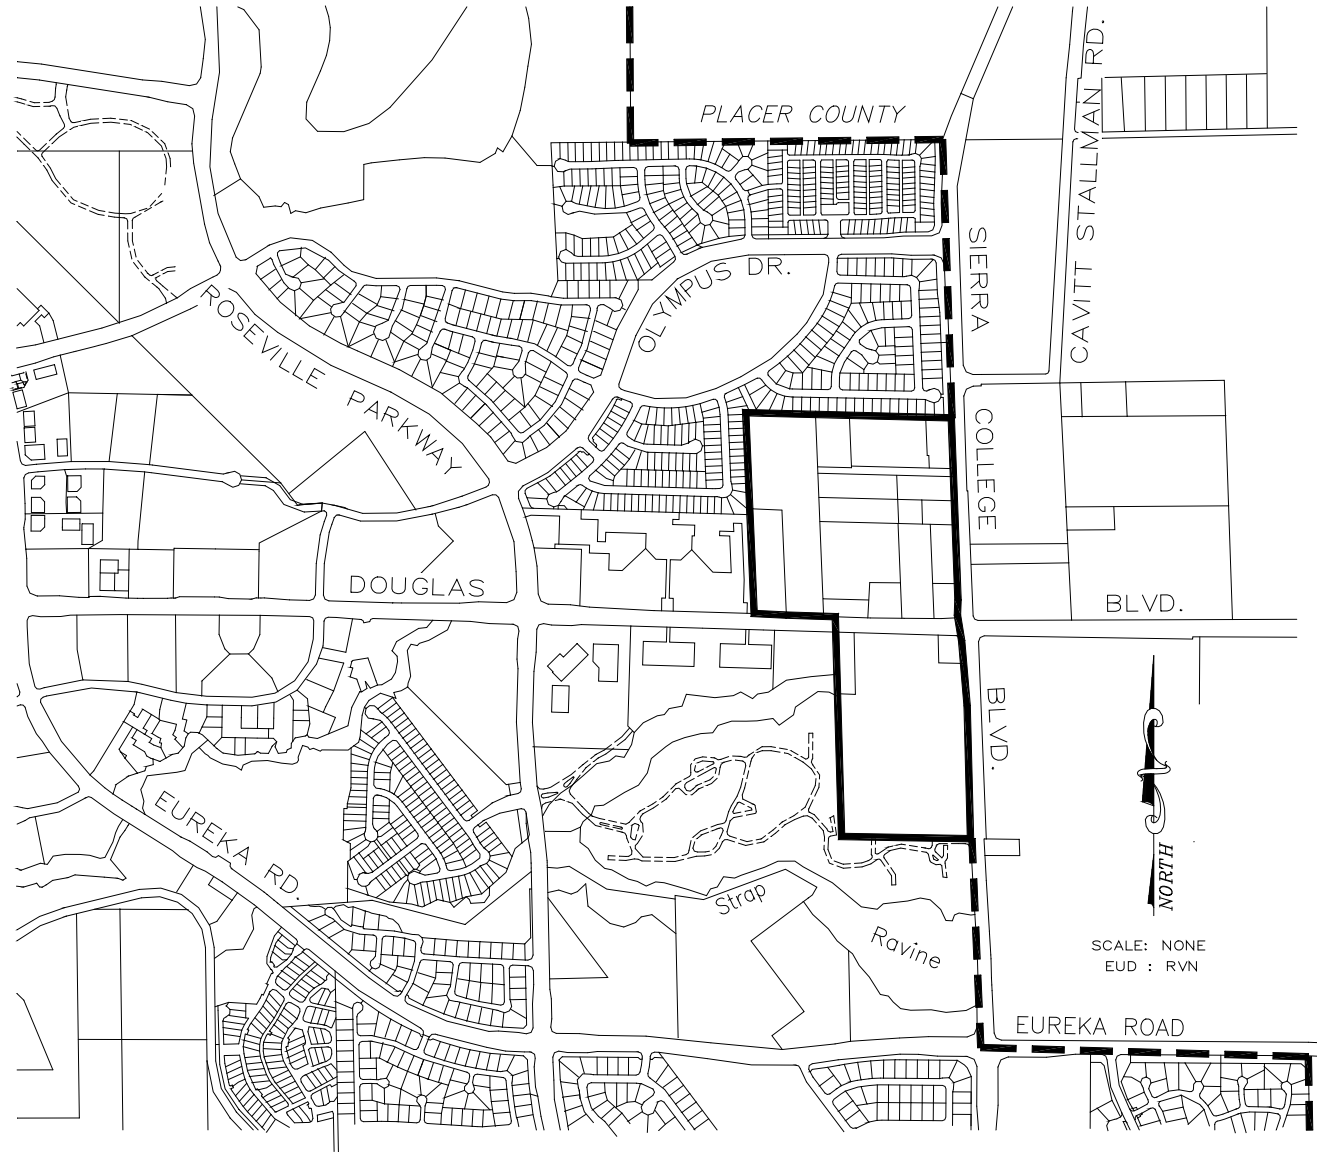 PLACER COUNTY
CAVITT STALLMAN RD.
SIERRA
OLYMPUS DR.
ROSEVILLE PARKWAY
COLLEGE
DOUGLAS
BLVD.
BLVD.
EUREKA RD.
Strap
Ravine
NORTH
SCALE: NONE
EUD : RVN
EUREKA ROAD